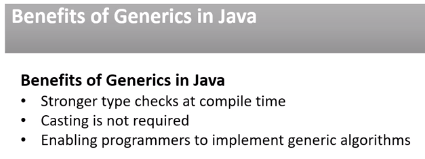 Benefits of Generics in Java
Benefits of Generics in Java
• Stronger type checks at compile time
• Casting is not required
• Enabling programmers to implement generic algorithms